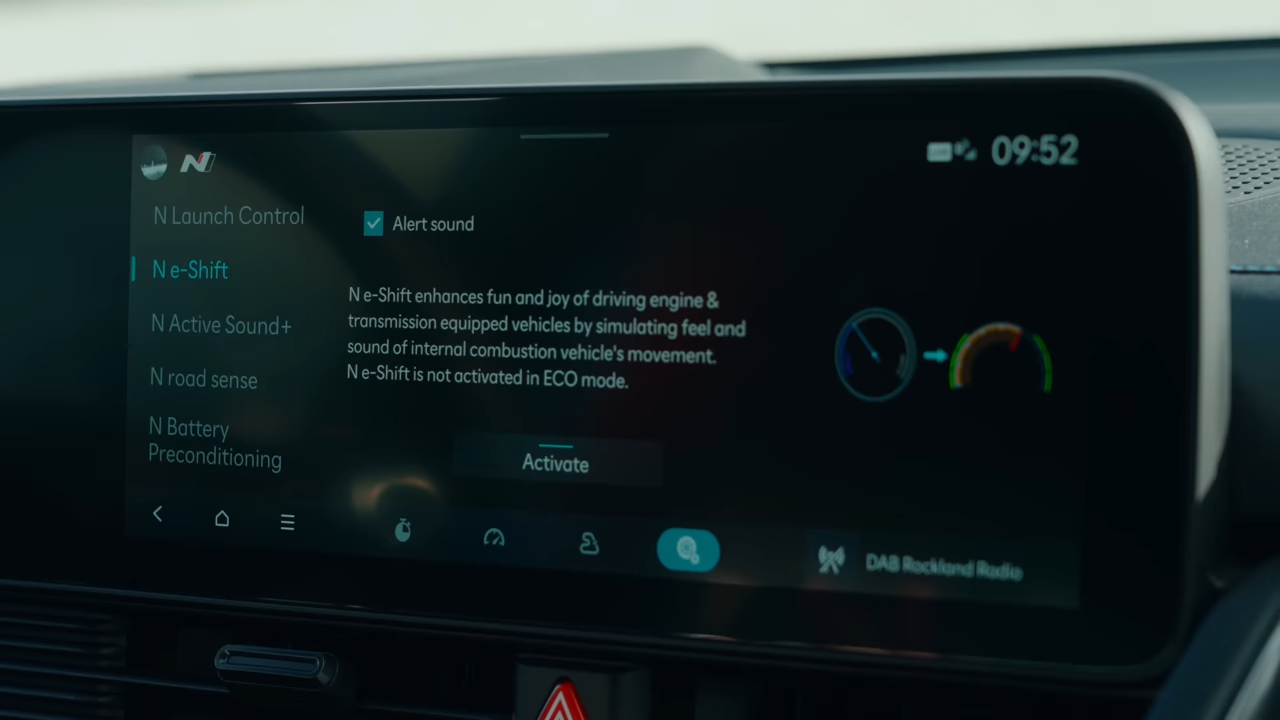 N
09:52
N Launch Control
Alert sound
N e-Shift
N e-Shift enhances fun and joy of driving engine &
transmission equipped vehicles by simulating feel and
sound of internal combustion vehicle's movement.
N e-Shift is not activated in ECO mode.
N Active Sound+
N road sense
N Battery
Preconditioning
Activate
DAB Rockland Radio